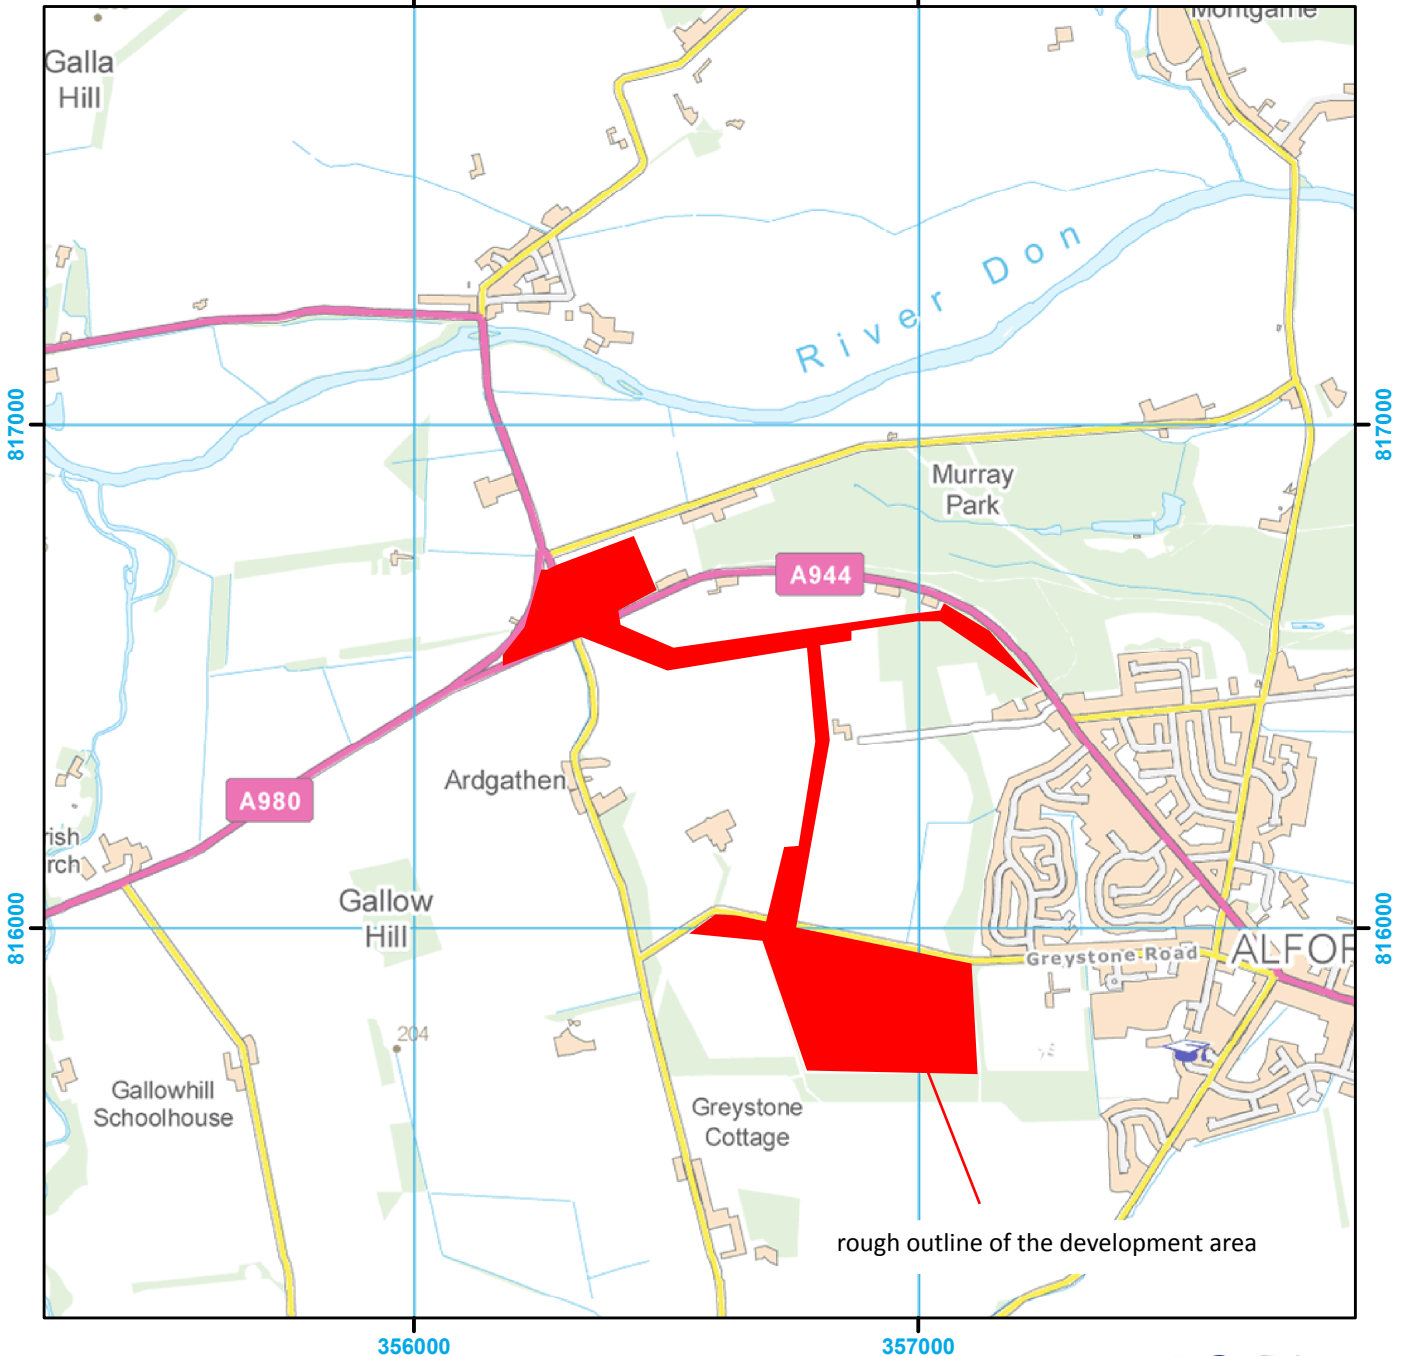 Galla
Hill
River Don
817000
817000
Murray
Park
A944
Ardgathen
A980
Gallow
Hill
816000
816000
Greystone Road
ALFOR
204
Gallowhill
Schoolhouse
Greystone
Cottage
rough outline of the development area
356000
357000